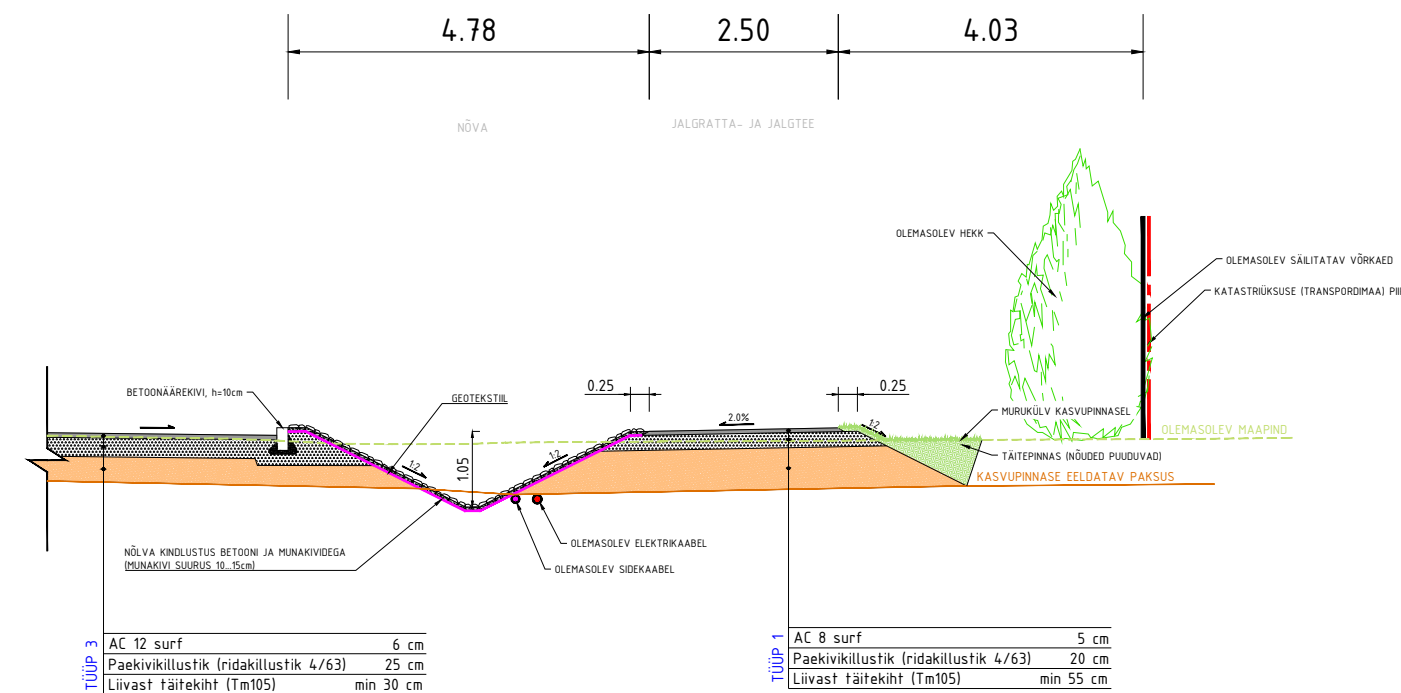 4.78 2.50 4.03
NÕVA JALGRATTA- JA JALGTEE
OLEMASOLEV HEKK
OLEMASOLEV SÄILITATAV VÕRKAED
KATASTRIÜKSUSE (TRANSPORDIMAA) PII
BETOONÄÄREKIVI, h=10cm
GEOTEKSTIIL
0.25 0.25
2.0%
1:2
1:2
1:2
1.05
MURUKÜLV KASVUPINNASEL
OLEMASOLEV MAAPIND
TÄITEPINNAS (NÕUDED PUUDUVAD)
KASVUPINNASE EELDATAV PAKSUS
OLEMASOLEV ELEKTRIKAABEL
OLEMASOLEV SIDEKAABEL
NÕLVA KINDLUSTUS BETOONI JA MUNAKIVIDEGA
(MUNAKIVI SUURUS 10...15cm)
TÜÜP 3
AC 12 surf 6 cm
Paekivikillustik (ridakillustik 4/63) 25 cm
Liivast täitekiht (Tm105) min 30 cm
TÜÜP 1
AC 8 surf 5 cm
Paekivikillustik (ridakillustik 4/63) 20 cm
Liivast täitekiht (Tm105) min 55 cm